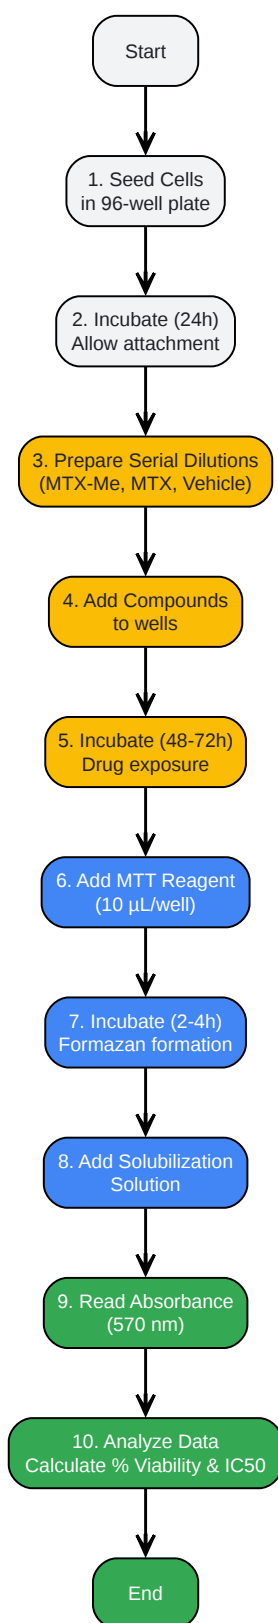 Start
1. Seed Cells
in 96-well plate
2. Incubate (24h)
Allow attachment
3. Prepare Serial Dilutions
(MTX-Me, MTX, Vehicle)
4. Add Compounds
to wells
5. Incubate (48-72h)
Drug exposure
6. Add MTT Reagent
(10 µL/well)
7. Incubate (2-4h)
Formazan formation
8. Add Solubilization
Solution
9. Read Absorbance
(570 nm)
10. Analyze Data
Calculate % Viability & IC50
End